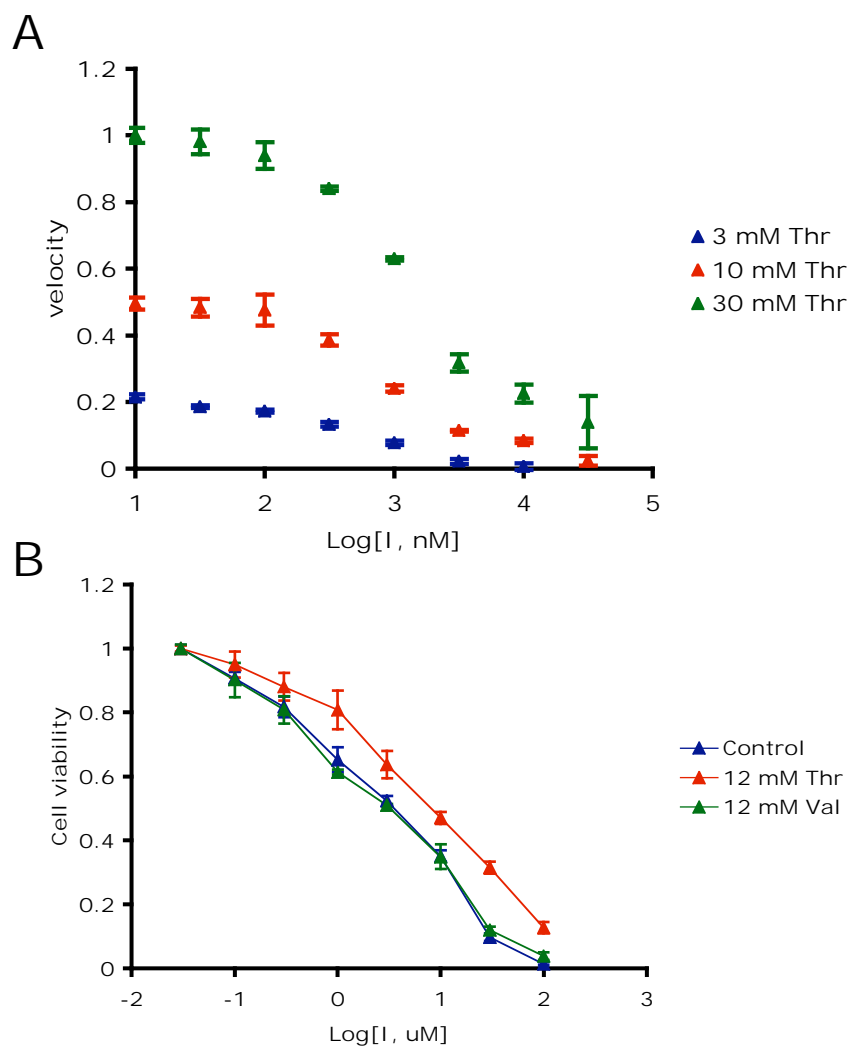 A
1.2
1
0.8
0.6
0.4
0.2
0
velocity
1 2 3 4 5
Log[I, nM]
3 mM Thr
10 mM Thr
30 mM Thr
B
1.2
1
0.8
0.6
0.4
0.2
0
Cell viability
-2 -1 0 1 2 3
Log[I, uM]
Control
12 mM Thr
12 mM Val